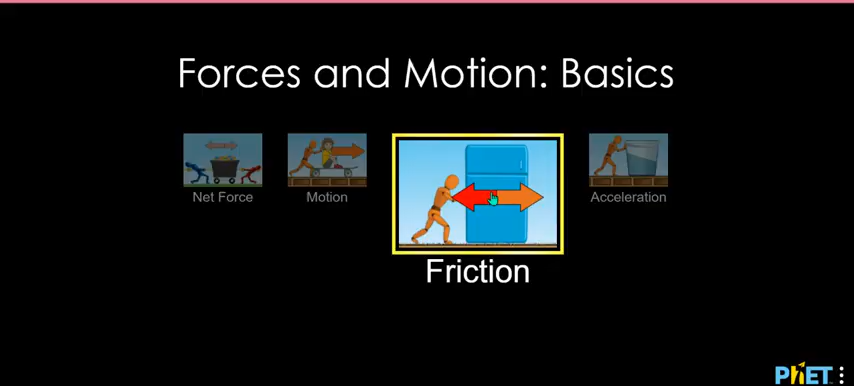 Forces and Motion: Basics
Net Force
Motion
Friction
Acceleration
PhET